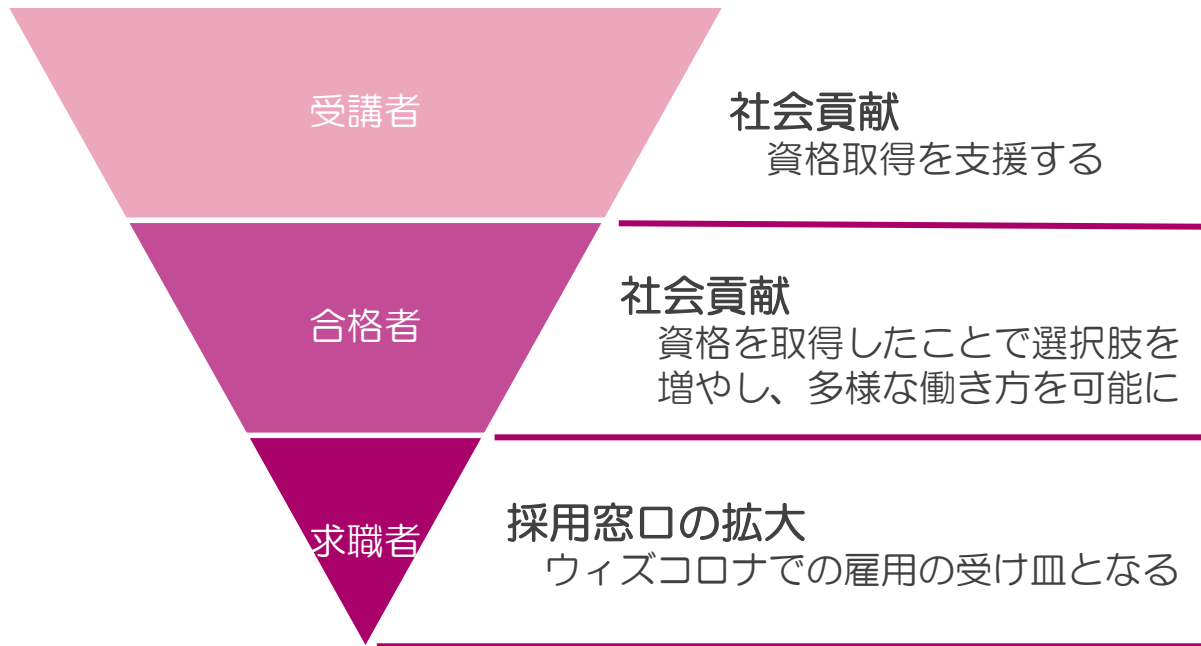 受講者
社会貢献
資格取得を支援する
合格者
社会貢献
資格を取得したことで選択肢を
増やし、多様な働き方を可能に
求職者
採用窓口の拡大
ウィズコロナでの雇用の受け皿となる